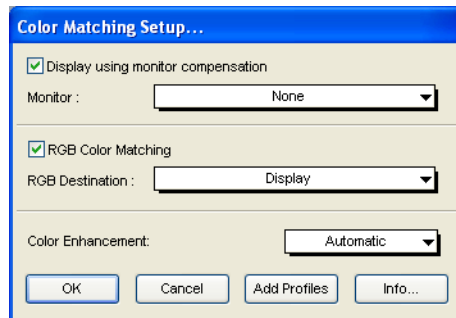 Color Matching Setup...
Display using monitor compensation
Monitor : None
RGB Color Matching
RGB Destination : Display
Color Enhancement: Automatic
OK Cancel Add Profiles Info...